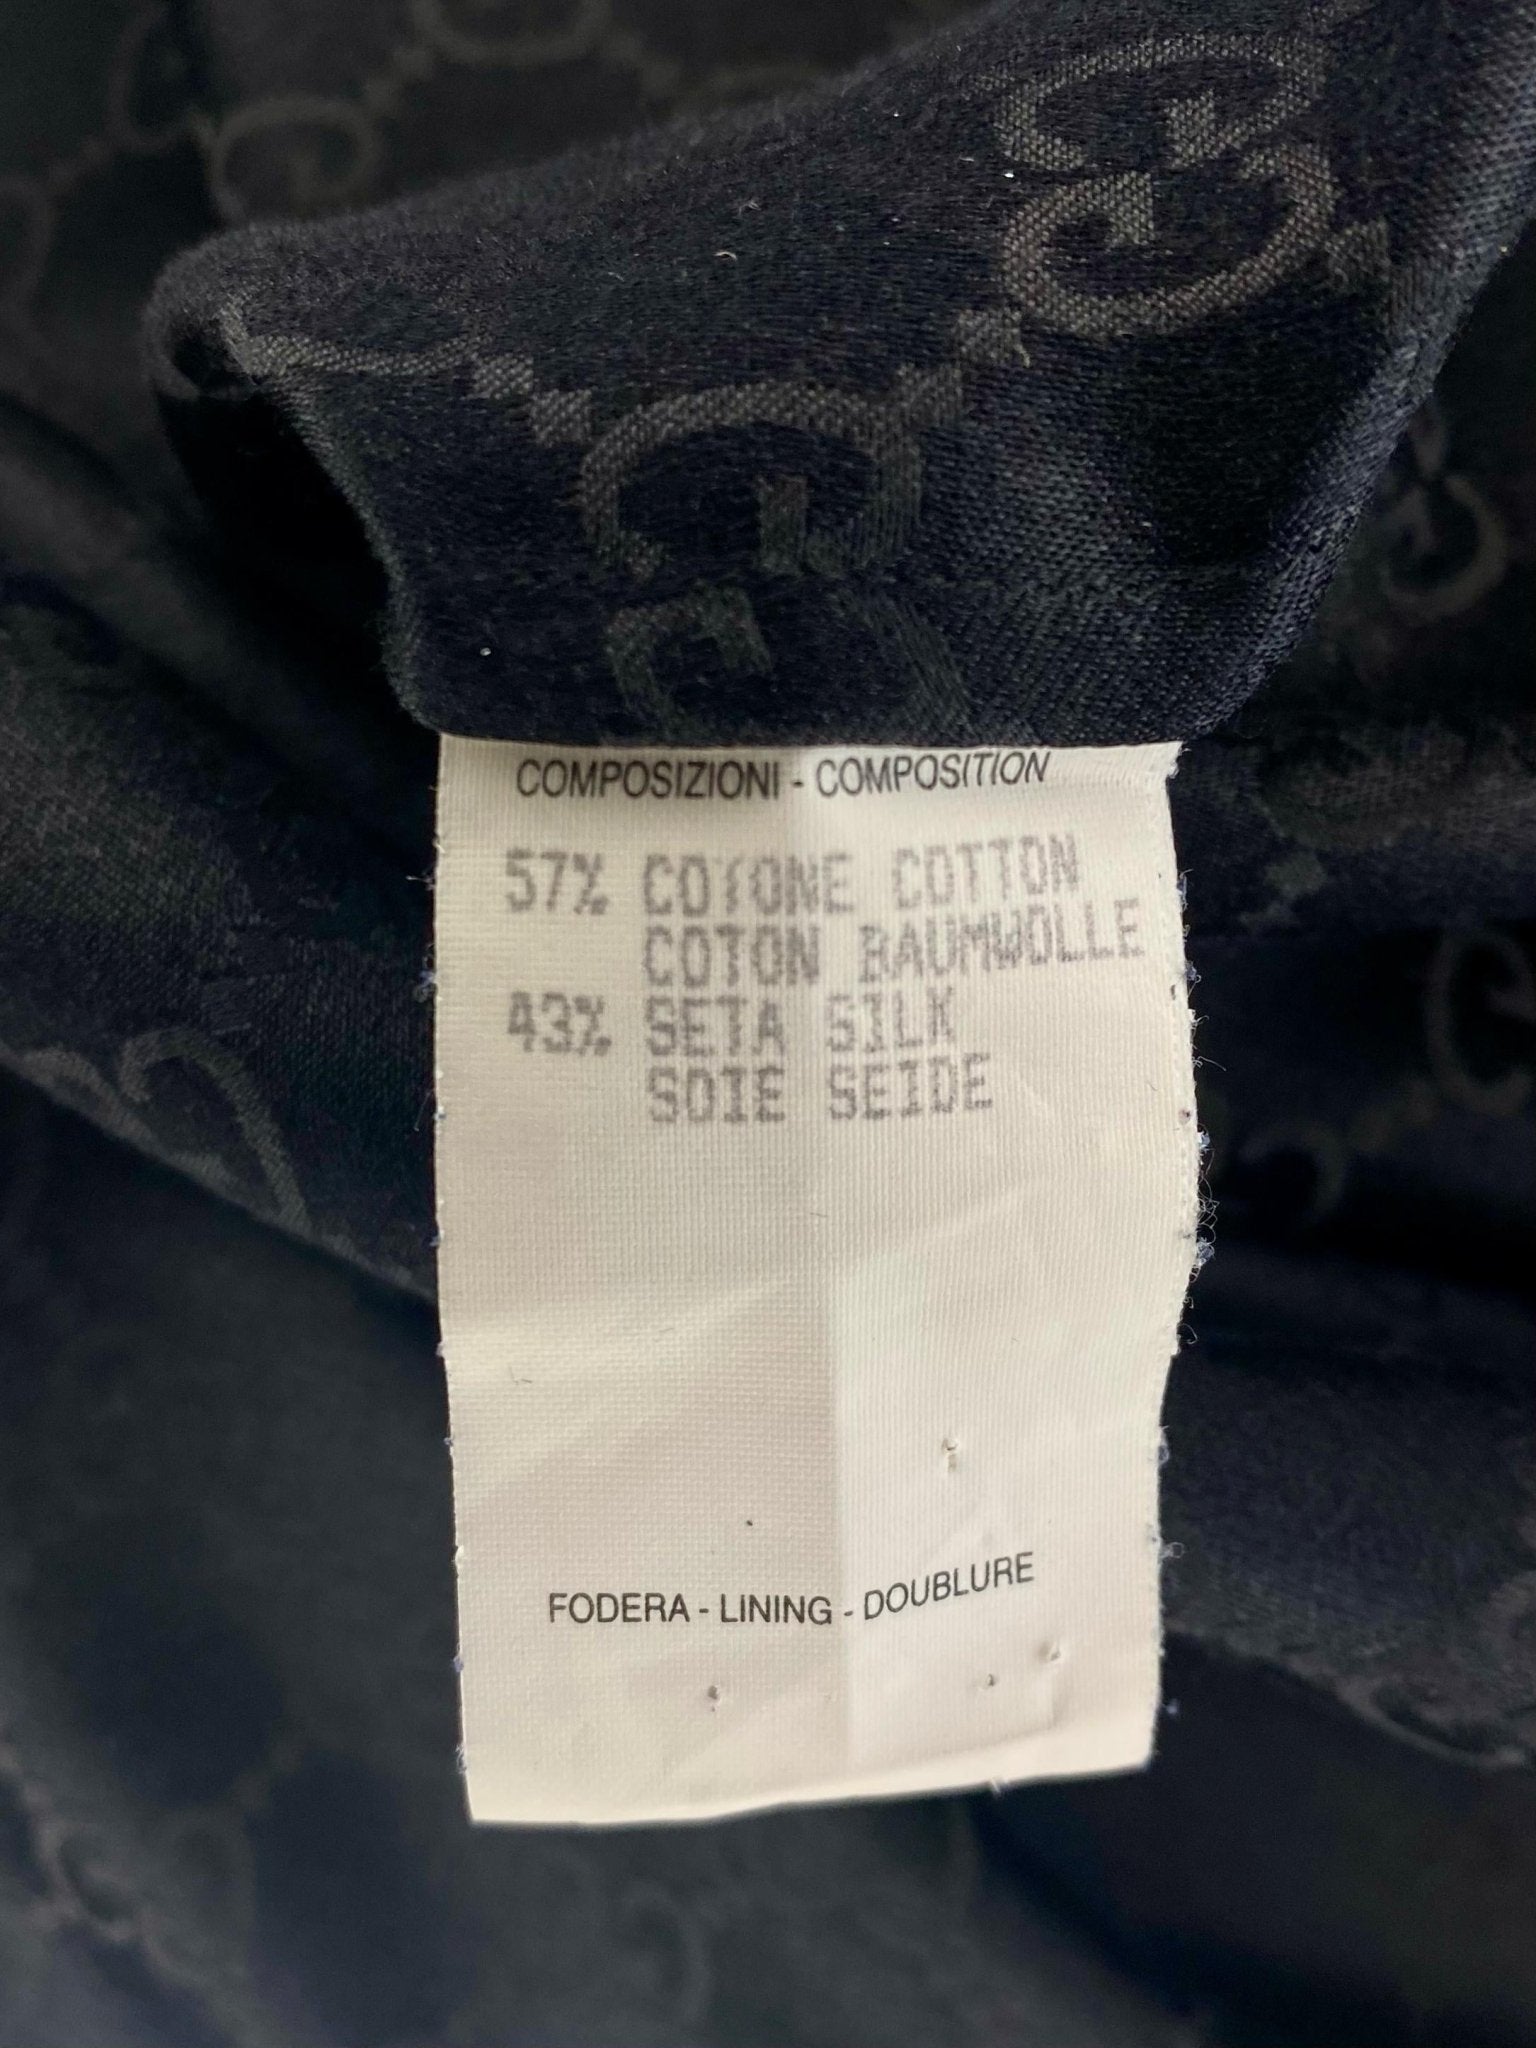 COMPOSIZIONI - COMPOSITION
57% COTONE COTTON
COTON BAUMWOLLE
43% SETA SILK
SOIE SEIDE
FODERA - LINING - DOUBLURE